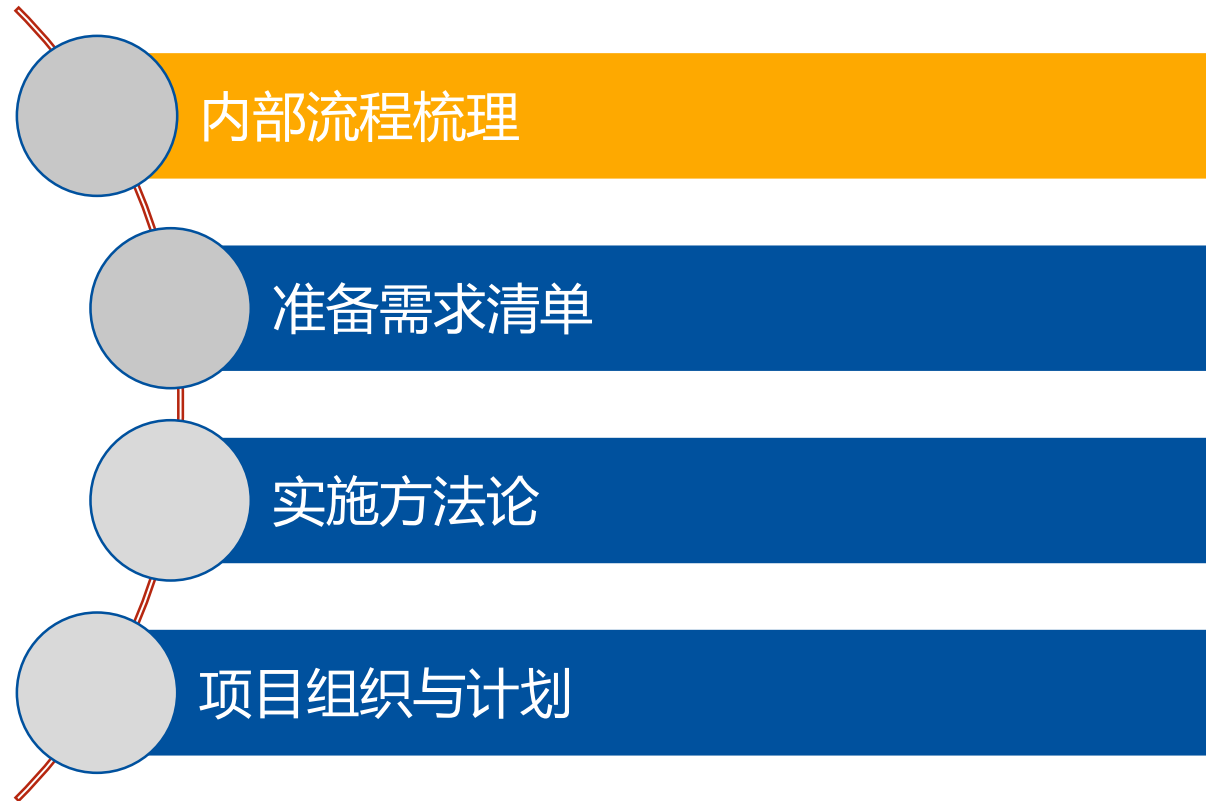 内部流程梳理
准备需求清单
实施方法论
项目组织与计划